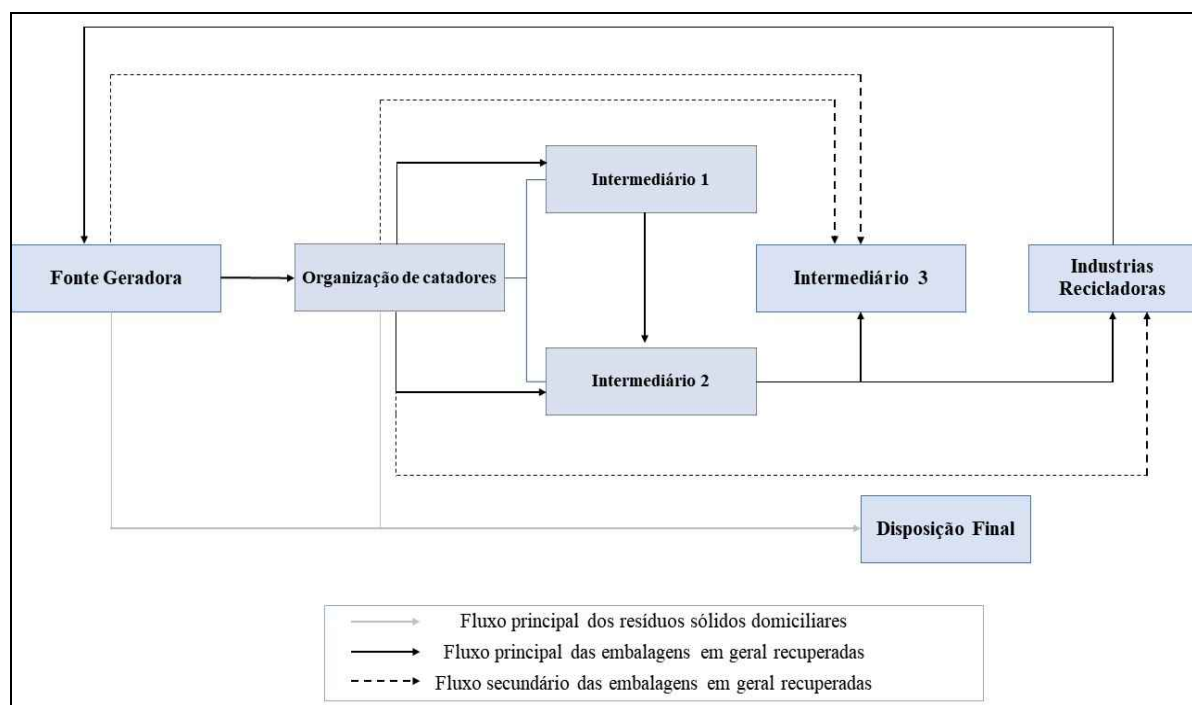 Intermediário 1
Fonte Geradora
Organização de catadores
Intermediário 3
Industrias
Recicladoras
Intermediário 2
Disposição Final
Fluxo principal dos resíduos sólidos domiciliares
Fluxo principal das embalagens em geral recuperadas
Fluxo secundário das embalagens em geral recuperadas